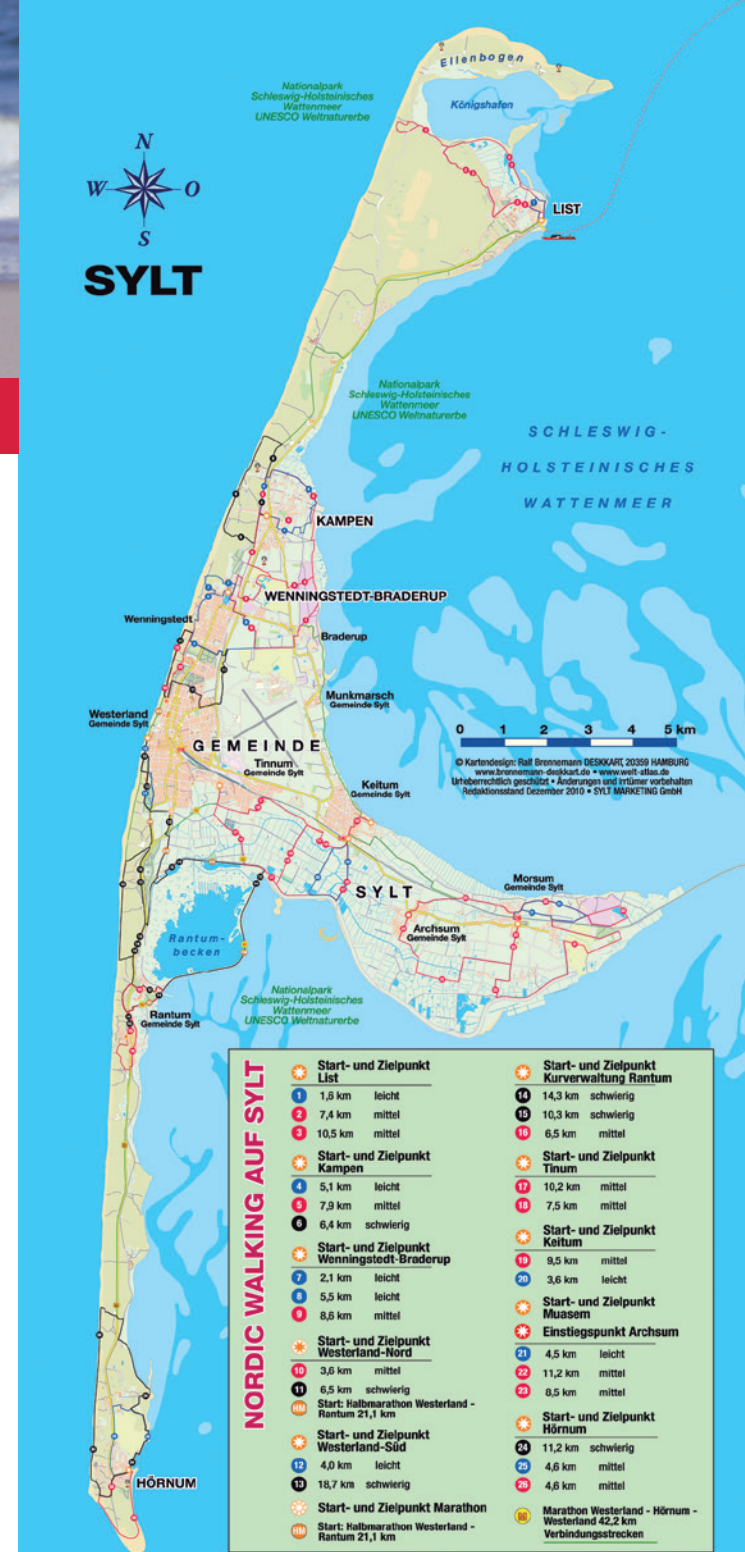 Ellenbogen
Nationalpark
Schleswig-Holsteinisches
Wattenmeer
UNESCO Weltnaturerbe
Königshafen
N
W
O
S
LIST
SYLT
Nationalpark
Schleswig-Holsteinisches
Wattenmeer
UNESCO Weltnaturerbe
SCHLESWIG-
HOLSTEINISCHES
WATTENMEER
KAMPEN
WENNINGSTEDT-BRADERUP
Wenningstedt
Braderup
Munkmarsch
Gemeinde Sylt
Westerland
Gemeinde Sylt
0 1 2 3 4 5 km
GEMEINDE
Tinnum
Gemeinde Sylt
© Kartendesign: Ralf Brennemann DESKKART, 20359 HAMBURG
www.brennemann-deskkart.de • www.welt-atlas.de
Urheberrechtlich geschützt • Änderungen und Irrtümer vorbehalten
Redaktionsstand Dezember 2010 • SYLT MARKETING GmbH
Keitum
Gemeinde Sylt
SYLT
Morsum
Gemeinde Sylt
Archsum
Gemeinde Sylt
Rantum-
becken
Nationalpark
Schleswig-Holsteinisches
Wattenmeer
UNESCO Weltnaturerbe
Rantum
Gemeinde Sylt
HÖRNUM
NORDIC WALKING AUF SYLT
Start- und Zielpunkt
List
1 1,6 km leicht
2 7,4 km mittel
3 10,5 km mittel
Start- und Zielpunkt
Kampen
4 5,1 km leicht
5 7,9 km mittel
6 6,4 km schwierig
Start- und Zielpunkt
Wenningstedt-Braderup
7 2,1 km leicht
8 5,5 km leicht
9 8,6 km mittel
Start- und Zielpunkt
Westerland-Nord
10 3,6 km mittel
11 6,5 km schwierig
HM Start: Halbmarathon Westerland -
Rantum 21,1 km
Start- und Zielpunkt
Westerland-Süd
12 4,0 km leicht
13 18,7 km schwierig
Start- und Zielpunkt Marathon
HM Start: Halbmarathon Westerland -
Rantum 21,1 km
Start- und Zielpunkt
Kurverwaltung Rantum
14 14,3 km schwierig
15 10,3 km schwierig
16 6,5 km mittel
Start- und Zielpunkt
Tinum
17 10,2 km mittel
18 7,5 km mittel
Start- und Zielpunkt
Keitum
19 9,5 km mittel
20 3,6 km leicht
Start- und Zielpunkt
Muasem
Einstiegspunkt Archsum
21 4,5 km leicht
22 11,2 km mittel
23 8,5 km mittel
Start- und Zielpunkt
Hörnum
24 11,2 km schwierig
25 4,6 km mittel
26 4,6 km mittel
M Marathon Westerland - Hörnum -
Westerland 42,2 km
Verbindungsstrecken